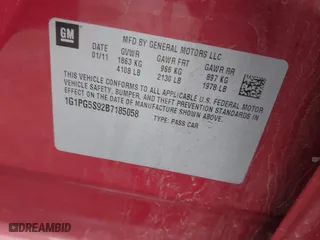 GM
MFD BY GENERAL MOTORS LLC
DATE GVWR GAWR FRT GAWR RR
01/11 1863 KG 966 KG 897 KG
4108 LB 2130 LB 1978 LB
THIS VEHICLE CONFORMS TO ALL APPLICABLE U.S. FEDERAL MOTOR
VEHICLE SAFETY, BUMPER, AND THEFT PREVENTION STANDARDS IN
EFFECT ON THE DATE OF MANUFACTURE SHOWN ABOVE.
1G1PG5S92B7185058
TYPE: PASS CAR
DREAMBID